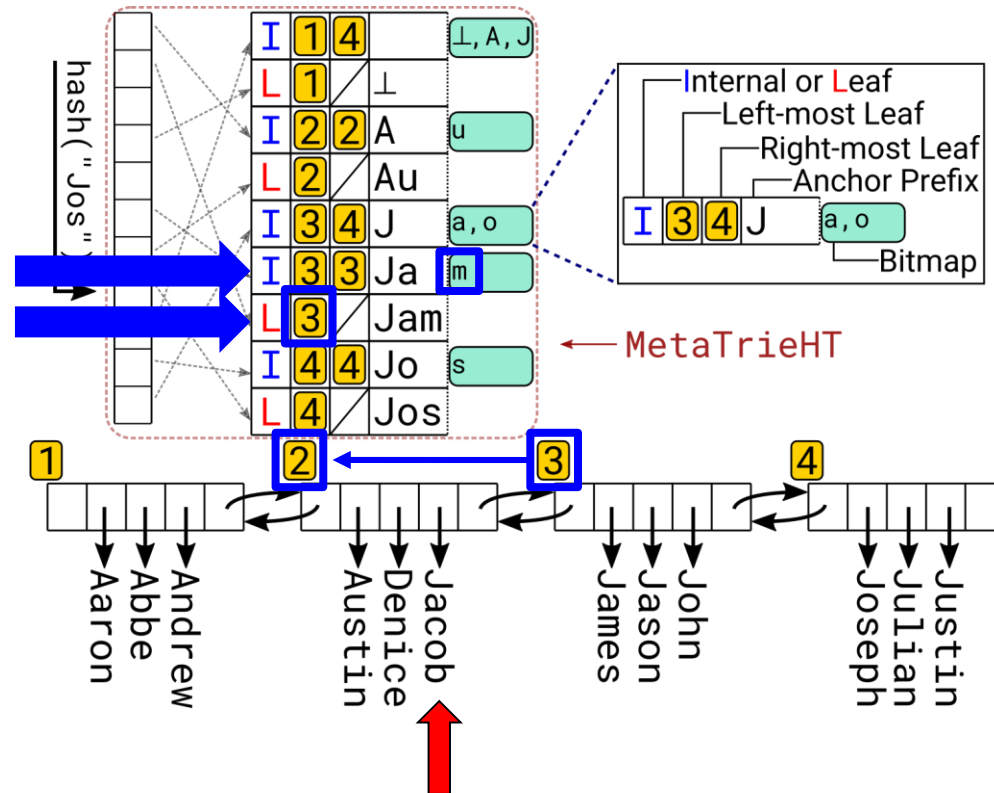 hash("Jos")
I 1 4 ⊥,A,J
L 1 ⊥
I 2 2 A u
L 2 Au
I 3 4 J a,o
I 3 3 Ja m
L 3 Jam
I 4 4 Jo s
L 4 Jos
Internal or Leaf
Left-most Leaf
Right-most Leaf
Anchor Prefix
I 3 4 J a,o
Bitmap
MetaTrieHT
1 2 3 4
Aaron
Abbe
Andrew
Austin
Denice
Jacob
James
Jason
John
Joseph
Julian
Justin